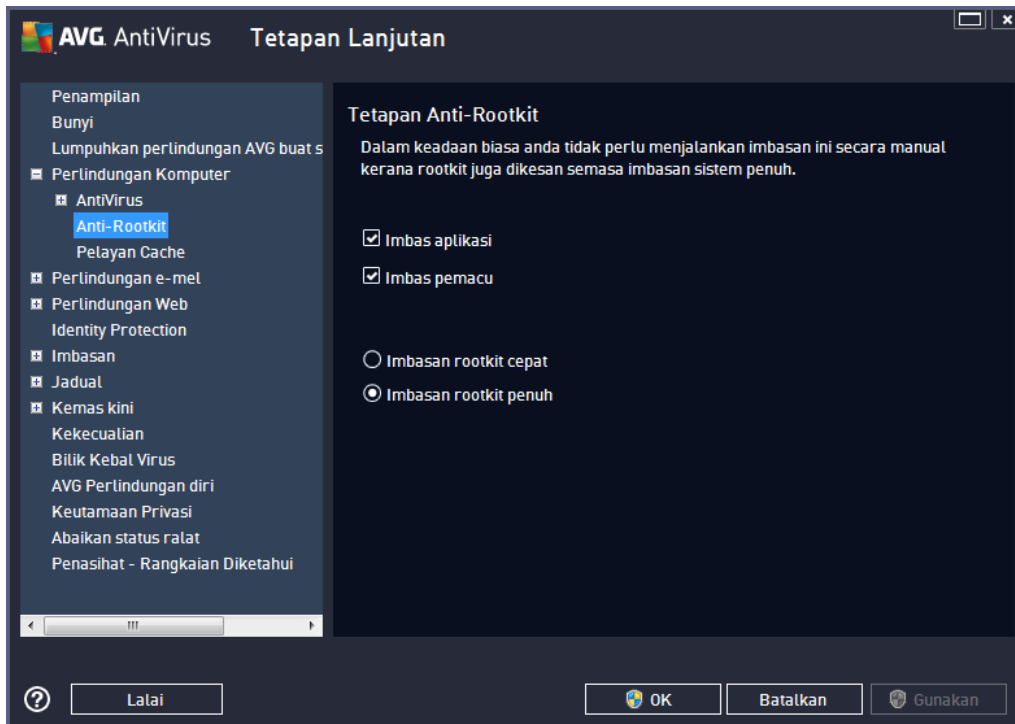 AVG AntiVirus Tetapan Lanjutan
Penampilan
Bunyi
Lumpuhkan perlindungan AVG buat s
Perlindungan Komputer
AntiVirus
Anti-Rootkit
Pelayan Cache
Perlindungan e-mel
Perlindungan Web
Identity Protection
Imbasan
Jadual
Kemas kini
Kekecualian
Bilik Kebal Virus
AVG Perlindungan diri
Keutamaan Privasi
Abaikan status ralat
Penasihat - Rangkaian Diketahui
Tetapan Anti-Rootkit
Dalam keadaan biasa anda tidak perlu menjalankan imbasan ini secara manual
kerana rootkit juga dikesan semasa imbasan sistem penuh.
Imbas aplikasi
Imbas pemacu
Imbasan rootkit cepat
Imbasan rootkit penuh
? Lalai OK Batalkan Gunakan